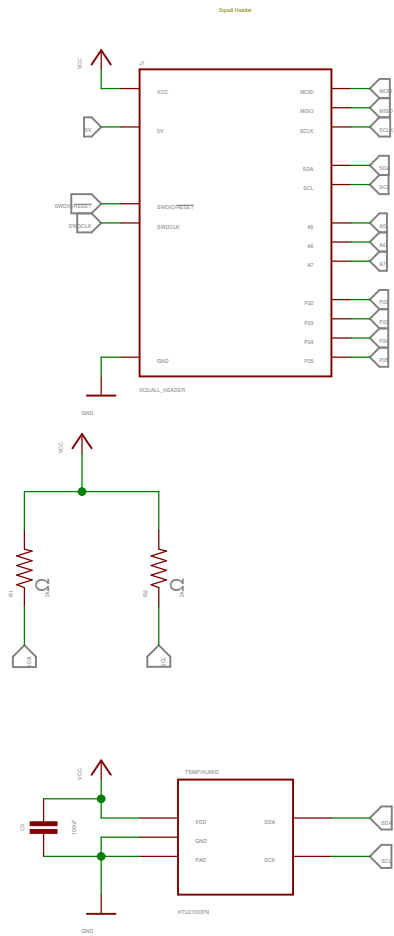 Squall Header
VCC
J1
VCC
MOSI
MOSI
MISO
MISO
5V
5V
SCLK
SCLK
SDA
SDA
SCL
SCL
SWDIO/RESET
SWDIO/RESET
SWDCLK
SWDCLK
A5
A5
A6
A6
A7
A7
P22
P22
P23
P23
P24
P24
GND
P25
P25
SQUALL_HEADER
GND
VCC
R1
R2
SDA
SCL
VCC
TEMP/HUMID
C3
100nF
VDD
SDA
SDA
GND
PAD
SCK
SCL
HTU21DDFN
GND